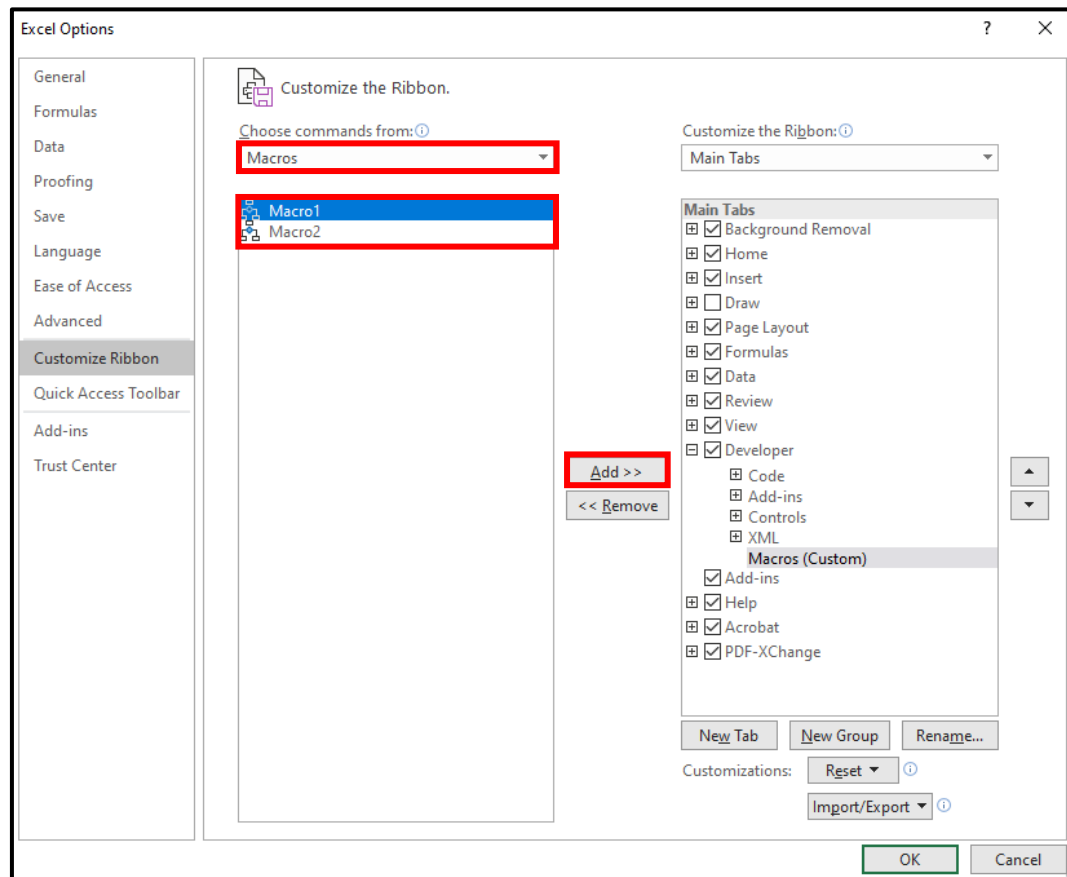 Excel Options
?
General
Formulas
Data
Proofing
Save
Language
Ease of Access
Advanced
Customize Ribbon
Quick Access Toolbar
Add-ins
Trust Center
Customize the Ribbon.
Choose commands from:
Macros
Macro1
Macro2
Add >>
<< Remove
Customize the Ribbon:
Main Tabs
Main Tabs
Background Removal
Home
Insert
Draw
Page Layout
Formulas
Data
Review
View
Developer
Code
Add-ins
Controls
XML
Macros (Custom)
Add-ins
Help
Acrobat
PDF-XChange
New Tab New Group Rename...
Customizations: Reset
Import/Export
OK Cancel